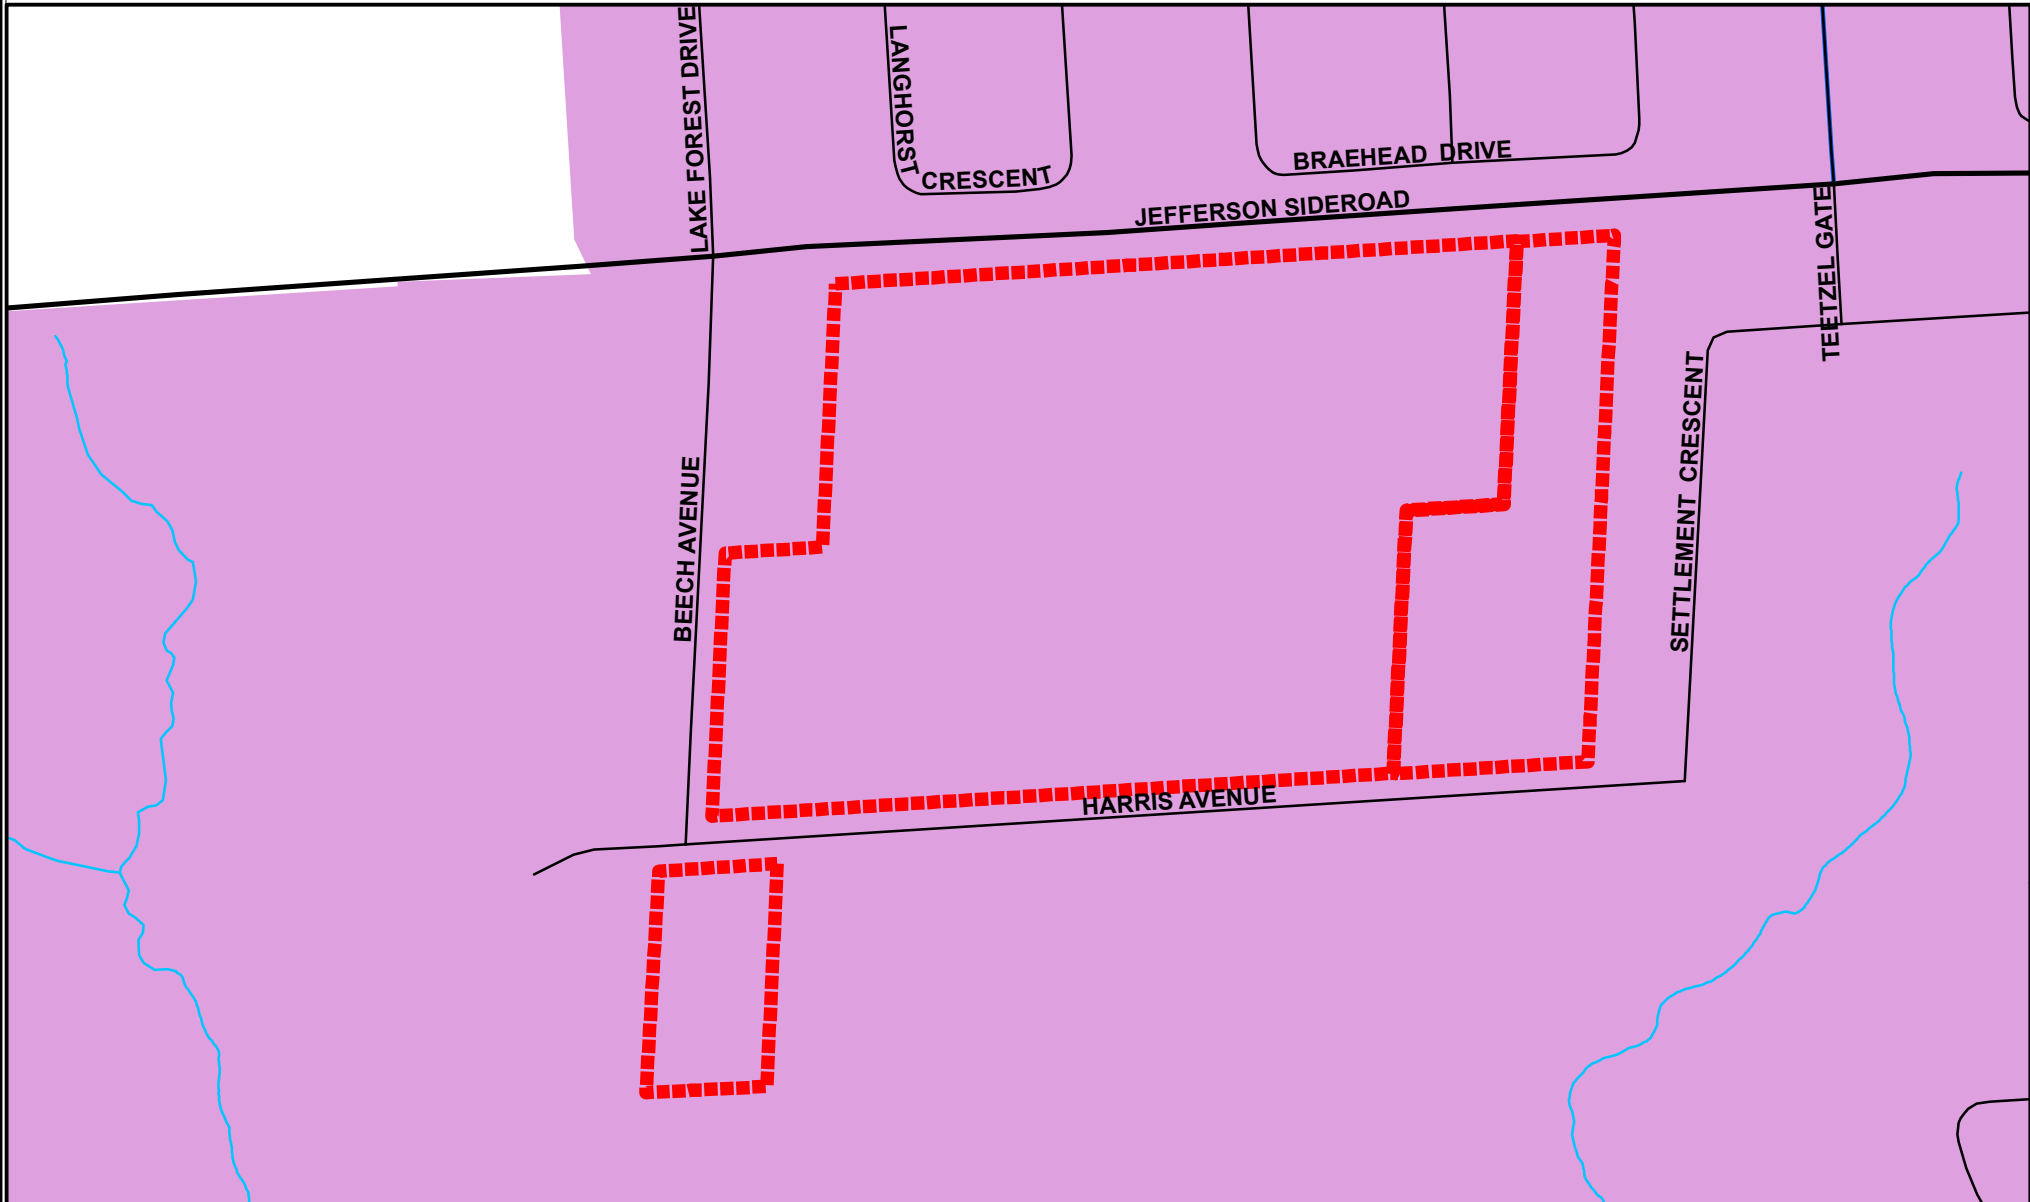 LAKE FOREST DRIVE
LANGHORST
CRESCENT
BRAEHEAD DRIVE
JEFFERSON SIDEROAD
TEETZEL GATE
SETTLEMENT CRESCENT
BEECH AVENUE
HARRIS AVENUE